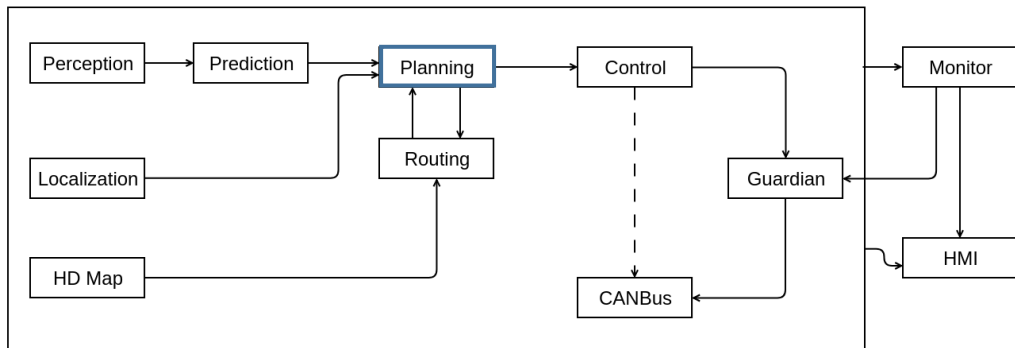 Perception
Prediction
Planning
Control
Monitor
Routing
Localization
Guardian
HD Map
CANBus
HMI